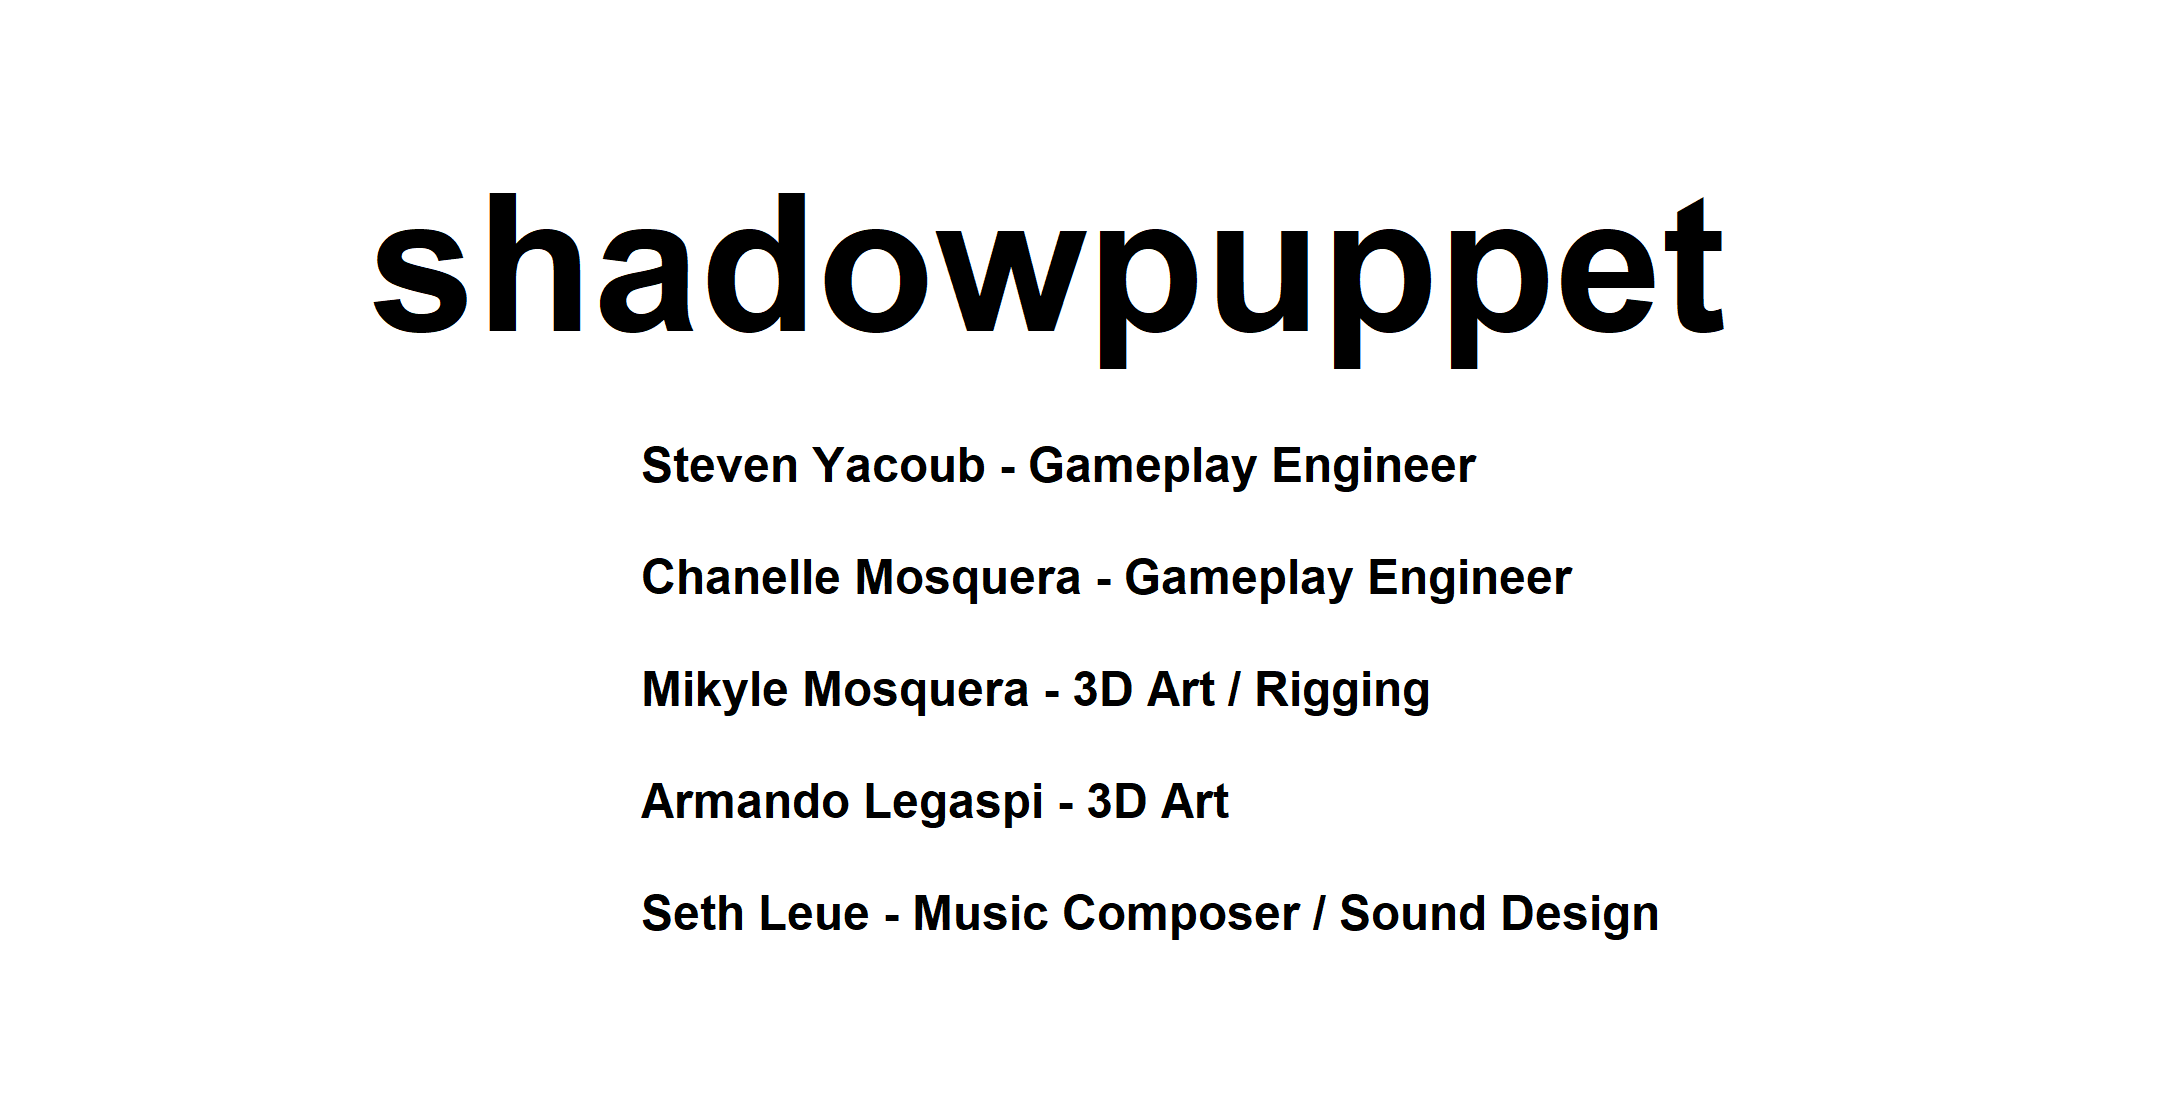 shadowpuppet
Steven Yacoub - Gameplay Engineer
Chanelle Mosquera - Gameplay Engineer
Mikyle Mosquera - 3D Art / Rigging
Armando Legaspi - 3D Art
Seth Leue - Music Composer / Sound Design